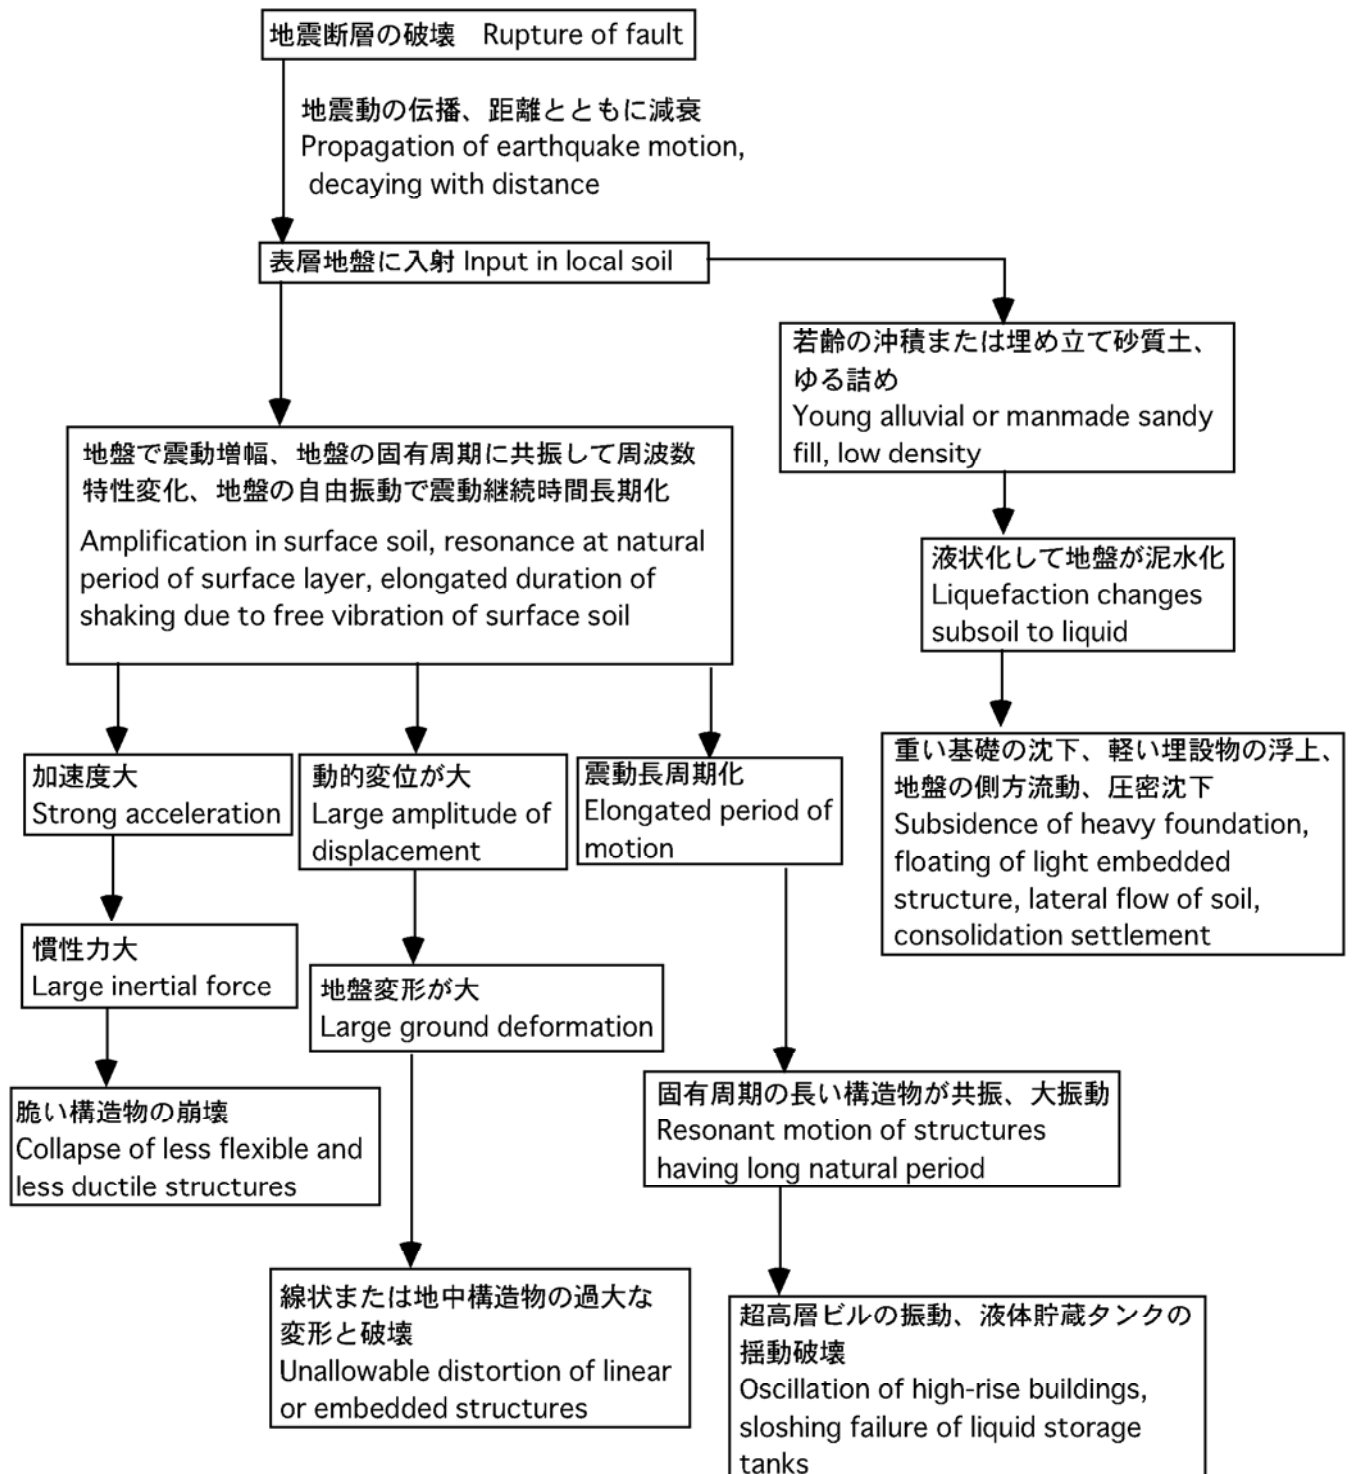 地震断層の破壊　Rupture of fault
地震動の伝播、距離とともに減衰
Propagation of earthquake motion,
decaying with distance
表層地盤に入射 Input in local soil
若齢の沖積または埋め立て砂質土、
ゆる詰め
Young alluvial or manmade sandy
fill, low density
液状化して地盤が泥水化
Liquefaction changes
subsoil to liquid
重い基礎の沈下、軽い埋設物の浮上、
地盤の側方流動、圧密沈下
Subsidence of heavy foundation,
floating of light embedded
structure, lateral flow of soil,
consolidation settlement
地盤で震動増幅、地盤の固有周期に共振して周波数
特性変化、地盤の自由振動で震動継続時間長期化
Amplification in surface soil, resonance at natural
period of surface layer, elongated duration of
shaking due to free vibration of surface soil
加速度大
Strong acceleration
慣性力大
Large inertial force
脆い構造物の崩壊
Collapse of less flexible and
less ductile structures
動的変位が大
Large amplitude of
displacement
地盤変形が大
Large ground deformation
線状または地中構造物の過大な
変形と破壊
Unallowable distortion of linear
or embedded structures
震動長周期化
Elongated period of
motion
固有周期の長い構造物が共振、大振動
Resonant motion of structures
having long natural period
超高層ビルの振動、液体貯蔵タンクの
揺動破壊
Oscillation of high-rise buildings,
sloshing failure of liquid storage
tanks